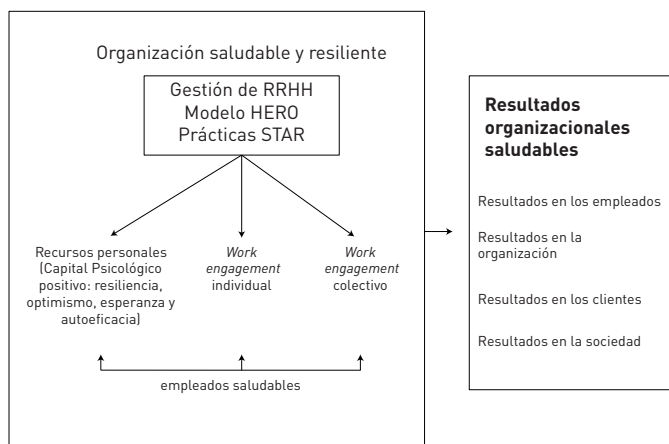 Organización saludable y resiliente
Gestión de RRHH
Modelo HERO
Prácticas STAR
Recursos personales
(Capital Psicológico
positivo: resiliencia,
optimismo, esperanza y
autoeficacia)
Work
engagement
individual
Work
engagement
colectivo
empleados saludables
Resultados
organizacionales
saludables
Resultados en los empleados
Resultados en la
organización
Resultados en los clientes
Resultados en la sociedad